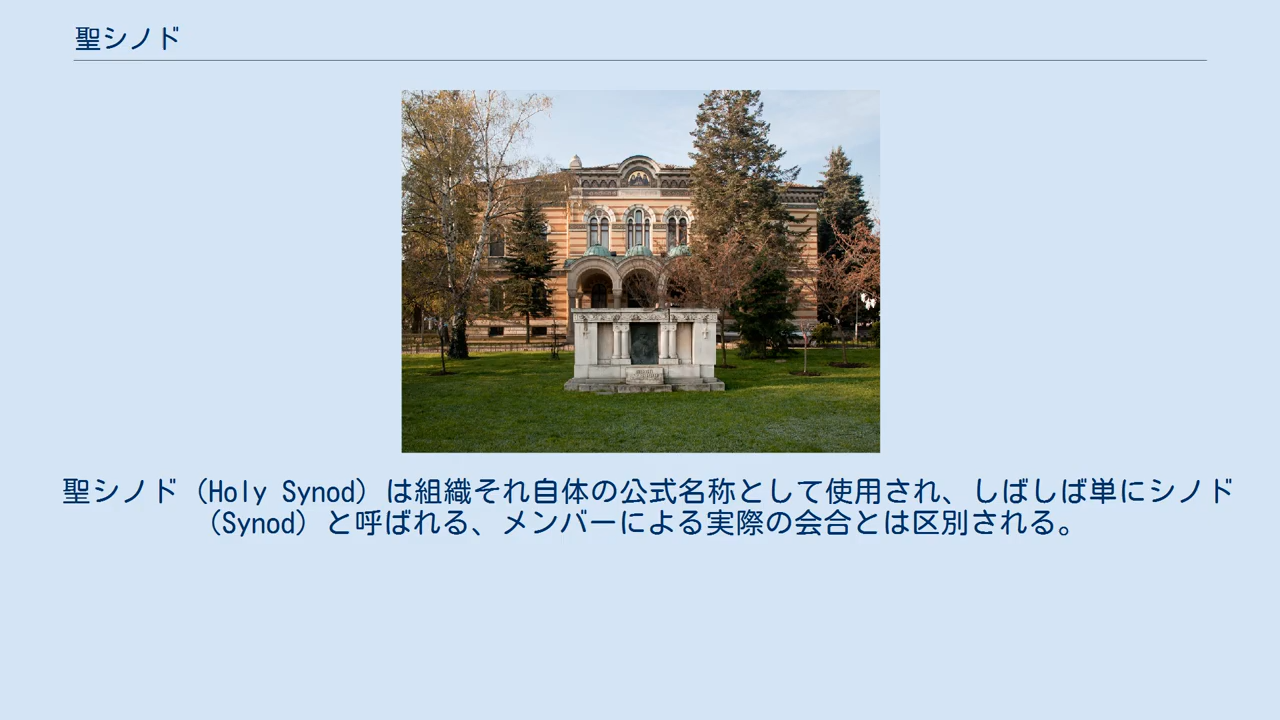 聖シノド
聖シノド（Holy Synod）は組織それ自体の公式名称として使用され、しばしば単にシノド
（Synod）と呼ばれる、メンバーによる実際の会合とは区別される。